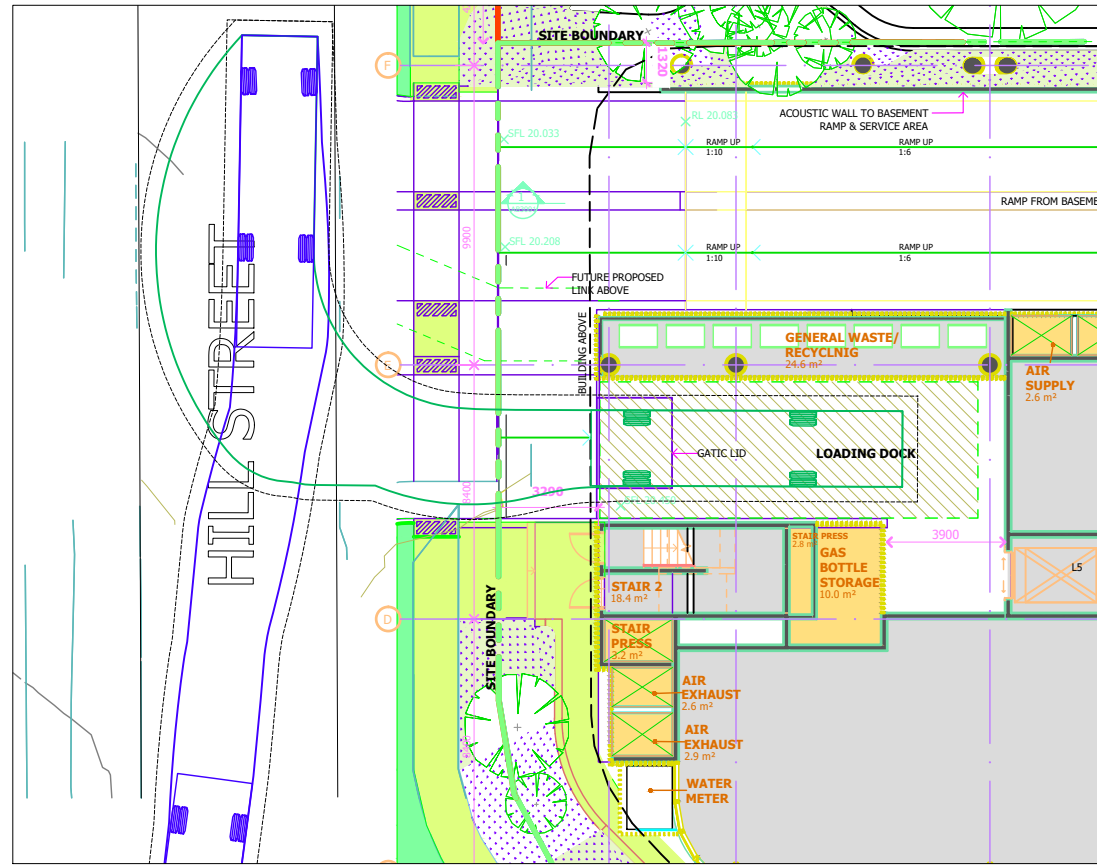 SITE BOUNDARY
1320
F
ACOUSTIC WALL TO BASEMENT
RAMP & SERVICE AREA
SFL 20.033
RL 20.083
RAMP UP
1:10
RAMP UP
1:6
1
RAMP FROM BASEME
9900
SFL 20.208
RAMP UP
1:10
RAMP UP
1:6
HILL STREET
FUTURE PROPOSED
LINK ABOVE
BUILDING ABOVE
GENERAL WASTE/
RECYCLNIG
24.6 m²
AIR
SUPPLY
2.6 m²
GATIC LID
LOADING DOCK
8400
3290
STAIR PRESS
2.8 m²
GAS
BOTTLE
STORAGE
10.0 m²
3900
L5
STAIR 2
18.4 m²
D
STAIR
PRESS
3.2 m²
SITE BOUNDARY
AIR
EXHAUST
2.6 m²
AIR
EXHAUST
2.9 m²
8400
WATER
METER